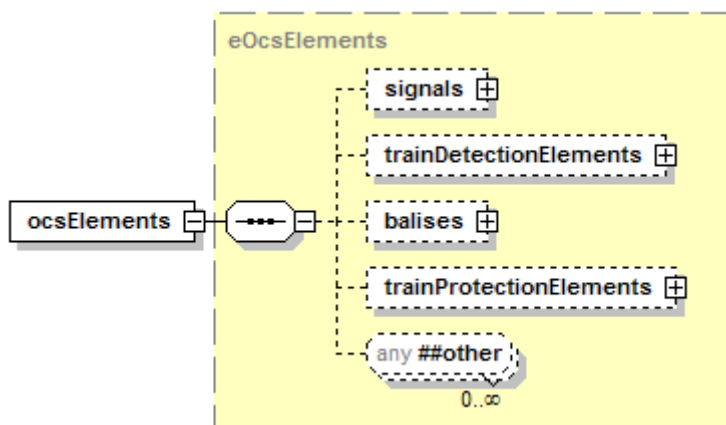 eOcsElements
signals
trainDetectionElements
ocsElements
balises
trainProtectionElements
any ##other
0..∞